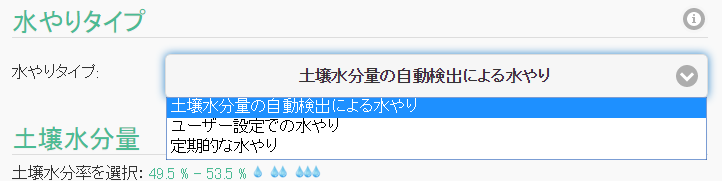 水やりタイプ
水やりタイプ: 土壌水分量の自動検出による水やり
土壌水分量の自動検出による水やり
ユーザー設定での水やり
定期的な水やり
土壌水分量
土壌水分率を選択: 49.5 % - 53.5 %